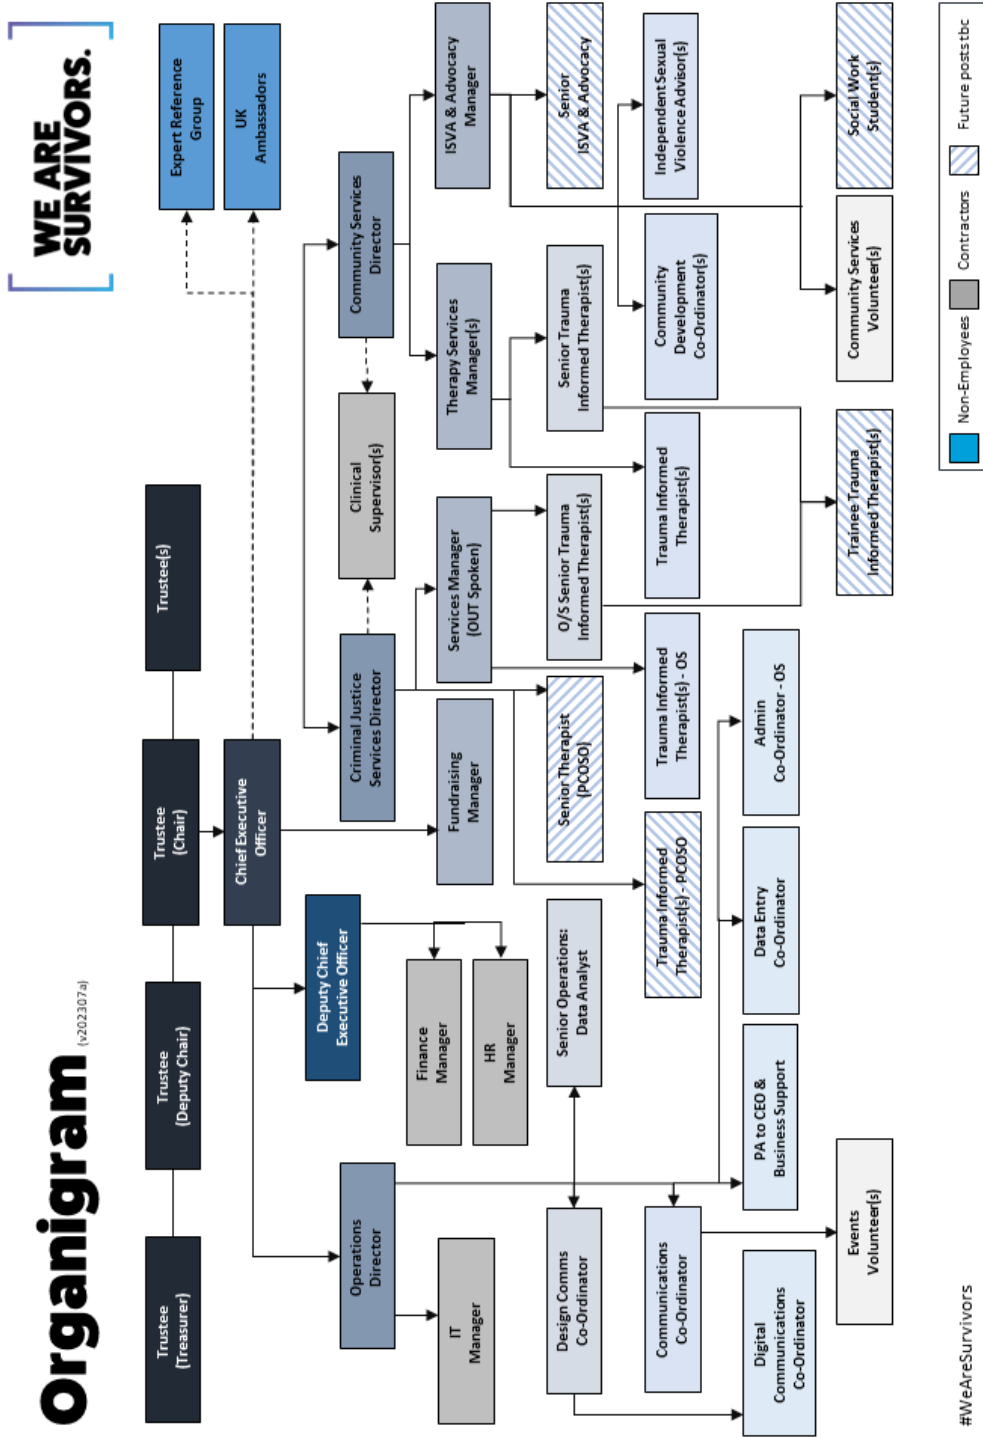 Organigram (v202307a)
WE ARE
SURVIVORS.
Trustee
(Treasurer)
Trustee
(Deputy Chair)
Trustee
(Chair)
Trustee(s)
Chief Executive
Officer
Expert Reference
Group
UK
Ambassadors
Deputy Chief
Executive Officer
Operations
Director
Criminal Justice
Services Director
Clinical
Supervisor(s)
Community Services
Director
Finance
Manager
HR
Manager
IT
Manager
Fundraising
Manager
Services Manager
(OUT Spoken)
Therapy Services
Manager(s)
ISVA & Advocacy
Manager
Design Comms
Co-Ordinator
Senior Operations:
Data Analyst
Senior Therapist
(PCOSO)
O/S Senior Trauma
Informed Therapist(s)
Senior Trauma
Informed Therapist(s)
Senior
ISVA & Advocacy
Communications
Co-Ordinator
Trauma Informed
Therapist(s) - PCOSO
Trauma Informed
Therapist(s) - OS
Trauma Informed
Therapist(s)
Community
Development
Co-Ordinator(s)
Independent Sexual
Violence Advisor(s)
Digital
Communications
Co-Ordinator
PA to CEO &
Business Support
Data Entry
Co-Ordinator
Admin
Co-Ordinator - OS
Events
Volunteer(s)
Trainee Trauma
Informed Therapist(s)
Community Services
Volunteer(s)
Social Work
Student(s)
#WeAreSurvivors
Non-Employees
Contractors
Future posts tbc